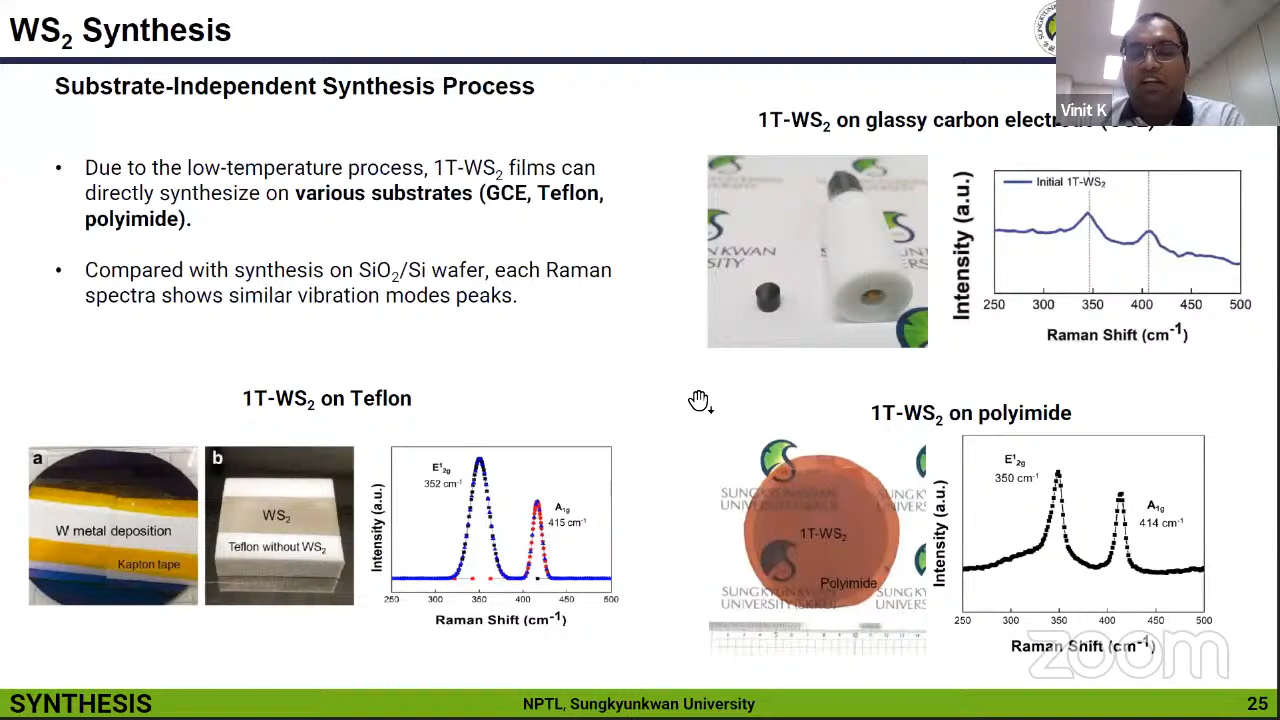 WS2 Synthesis
Vinit K
Substrate-Independent Synthesis Process
• Due to the low-temperature process, 1T-WS2 films can
directly synthesize on various substrates (GCE, Teflon,
polyimide).
• Compared with synthesis on SiO2/Si wafer, each Raman
spectra shows similar vibration modes peaks.
1T-WS2 on glassy carbon
Intensity (a.u.)
Initial 1T-WS2
250 300 350 400 450 500
Raman Shift (cm-1)
1T-WS2 on Teflon
a
W metal deposition
Kapton tape
b
WS2
Teflon without WS2
Intensity (a.u.)
E12g
352 cm-1
A1g
415 cm-1
250 300 350 400 450 500
Raman Shift (cm-1)
1T-WS2 on polyimide
SUNGKYUNKWAN
UNIVERSITY
1T-WS2
Polyimide
SUNGKYUNKWAN
UNIVERSITY(SKKU)
UNIVERS
Intensity (a.u.)
E12g
350 cm-1
A1g
414 cm-1
250 300 350 400 450 500
Raman Shift (cm-1)
zoom
SYNTHESIS
NPTL, Sungkyunkwan University
25